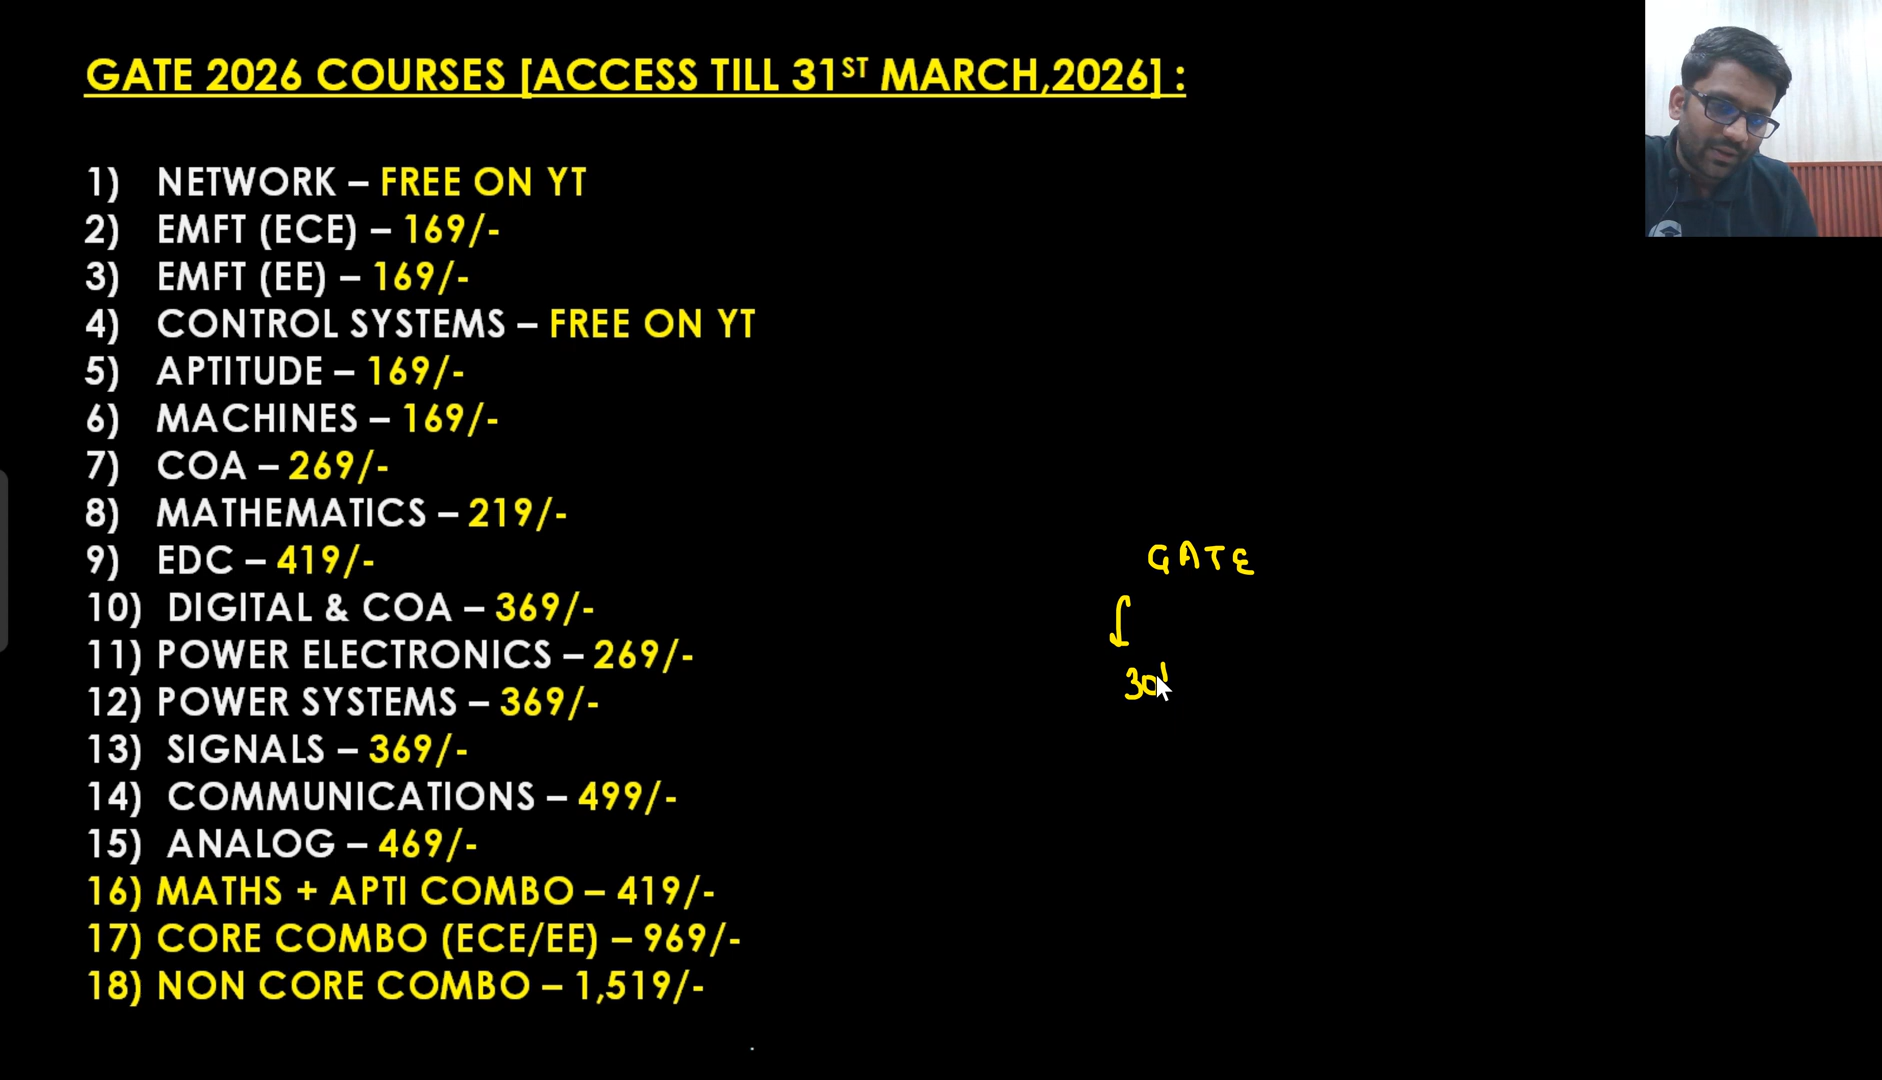 GATE 2026 COURSES [ACCESS TILL 31ST MARCH,2026] :
1) NETWORK – FREE ON YT
2) EMFT (ECE) – 169/-
3) EMFT (EE) – 169/-
4) CONTROL SYSTEMS – FREE ON YT
5) APTITUDE – 169/-
6) MACHINES – 169/-
7) COA – 269/-
8) MATHEMATICS – 219/-
9) EDC – 419/-
10) DIGITAL & COA – 369/-
11) POWER ELECTRONICS – 269/-
12) POWER SYSTEMS – 369/-
13) SIGNALS – 369/-
14) COMMUNICATIONS – 499/-
15) ANALOG – 469/-
16) MATHS + APTI COMBO – 419/-
17) CORE COMBO (ECE/EE) – 969/-
18) NON CORE COMBO – 1,519/-
GATE